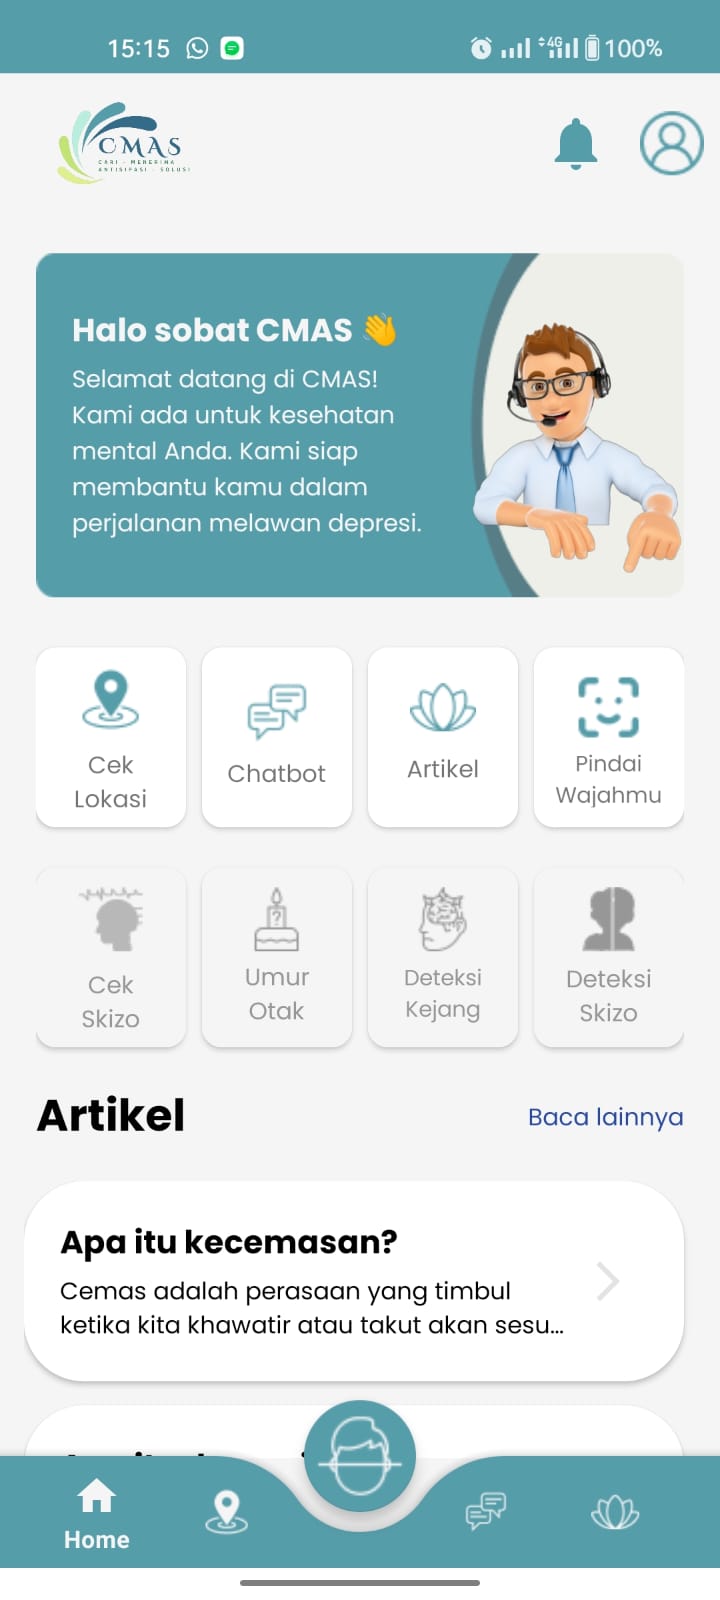 15:15
4G
100%
CMAS
CARI - MENERIMA
ANTISIPASI - SOLUSI
Halo sobat CMAS 👋
Selamat datang di CMAS!
Kami ada untuk kesehatan
mental Anda. Kami siap
membantu kamu dalam
perjalanan melawan depresi.
Cek
Lokasi
Chatbot
Artikel
Pindai
Wajahmu
Cek
Skizo
?
Umur
Otak
Deteksi
Kejang
Deteksi
Skizo
Artikel
Baca lainnya
Apa itu kecemasan?
Cemas adalah perasaan yang timbul
ketika kita khawatir atau takut akan sesu...
Home